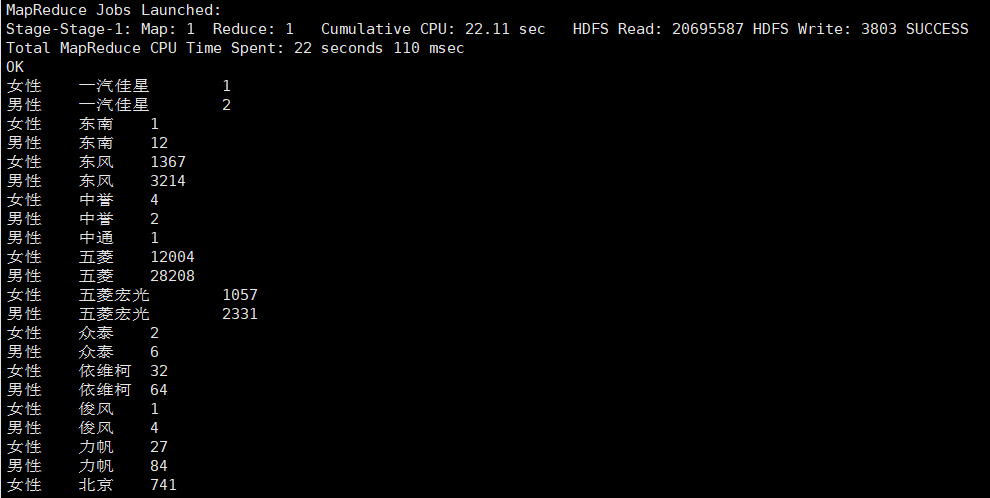 MapReduce Jobs Launched:
Stage-Stage-1: Map: 1  Reduce: 1   Cumulative CPU: 22.11 sec   HDFS Read: 20695587 HDFS Write: 3803 SUCCESS
Total MapReduce CPU Time Spent: 22 seconds 110 msec
OK
女性	一汽佳星	1
男性	一汽佳星	2
女性	东南	1
男性	东南	12
女性	东风	1367
男性	东风	3214
女性	中誉	4
男性	中誉	2
男性	中通	1
女性	五菱	12004
男性	五菱	28208
女性	五菱宏光	1057
男性	五菱宏光	2331
女性	众泰	2
男性	众泰	6
女性	依维柯	32
男性	依维柯	64
女性	俊风	1
男性	俊风	4
女性	力帆	27
男性	力帆	84
女性	北京	741